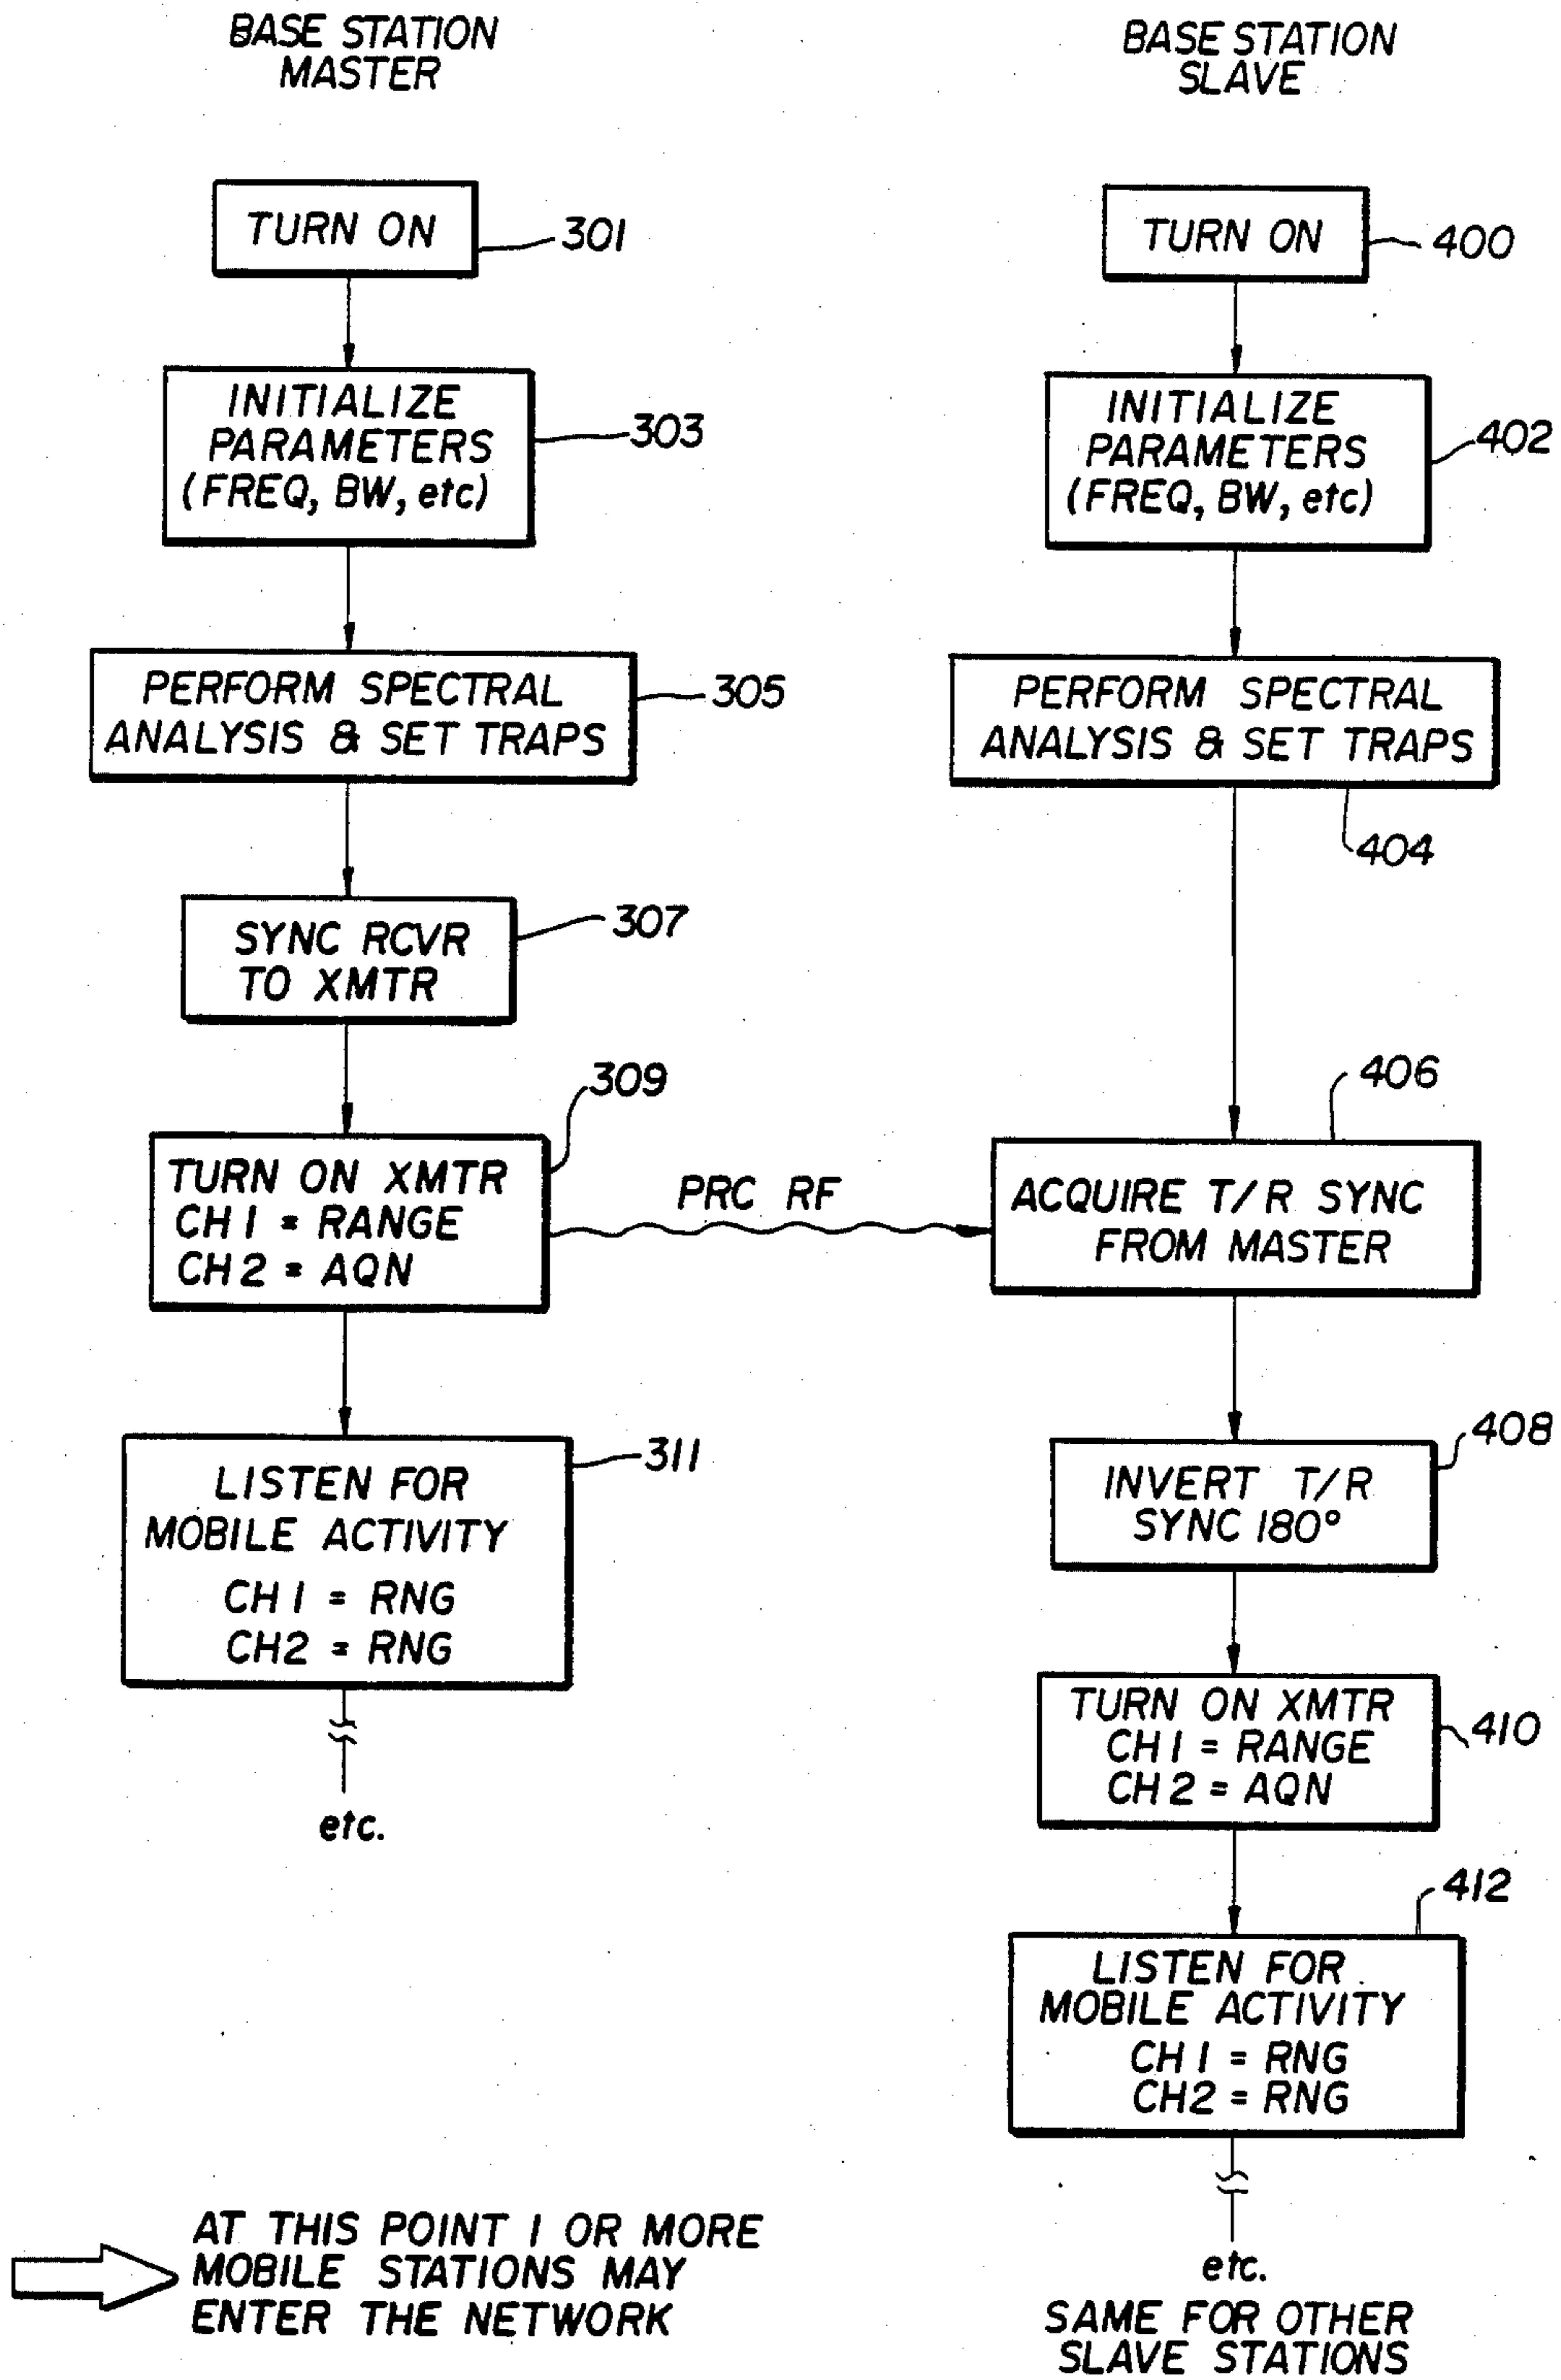 BASE STATION
MASTER
TURN ON
301
INITIALIZE
PARAMETERS
(FREQ, BW, etc)
303
PERFORM SPECTRAL
ANALYSIS & SET TRAPS
305
SYNC RCVR
TO XMTR
307
309
TURN ON XMTR
CH 1 = RANGE
CH 2 = AQN
PRC RF
LISTEN FOR
MOBILE ACTIVITY
CH 1 = RNG
CH2 = RNG
311
etc.
BASE STATION
SLAVE
TURN ON
400
INITIALIZE
PARAMETERS
(FREQ, BW, etc)
402
PERFORM SPECTRAL
ANALYSIS & SET TRAPS
404
406
ACQUIRE T/R SYNC
FROM MASTER
408
INVERT T/R
SYNC 180°
TURN ON XMTR
CH 1 = RANGE
CH 2 = AQN
410
412
LISTEN FOR
MOBILE ACTIVITY
CH 1 = RNG
CH2 = RNG
etc.
SAME FOR OTHER
SLAVE STATIONS
AT THIS POINT 1 OR MORE
MOBILE STATIONS MAY
ENTER THE NETWORK